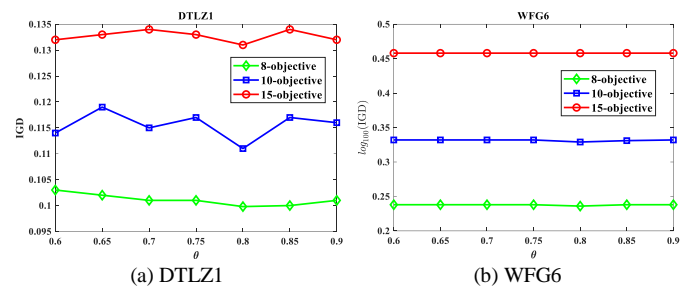 DTLZ1
0.135
0.13
0.125
0.12
0.115
0.11
0.105
0.1
0.095
IGD
8-objective
10-objective
15-objective
0.6 0.65 0.7 0.75 0.8 0.85 0.9
θ
(a) DTLZ1
WFG6
0.5
0.45
0.4
0.35
0.3
0.25
0.2
log₁₀₀(IGD)
8-objective
10-objective
15-objective
0.6 0.65 0.7 0.75 0.8 0.85 0.9
θ
(b) WFG6